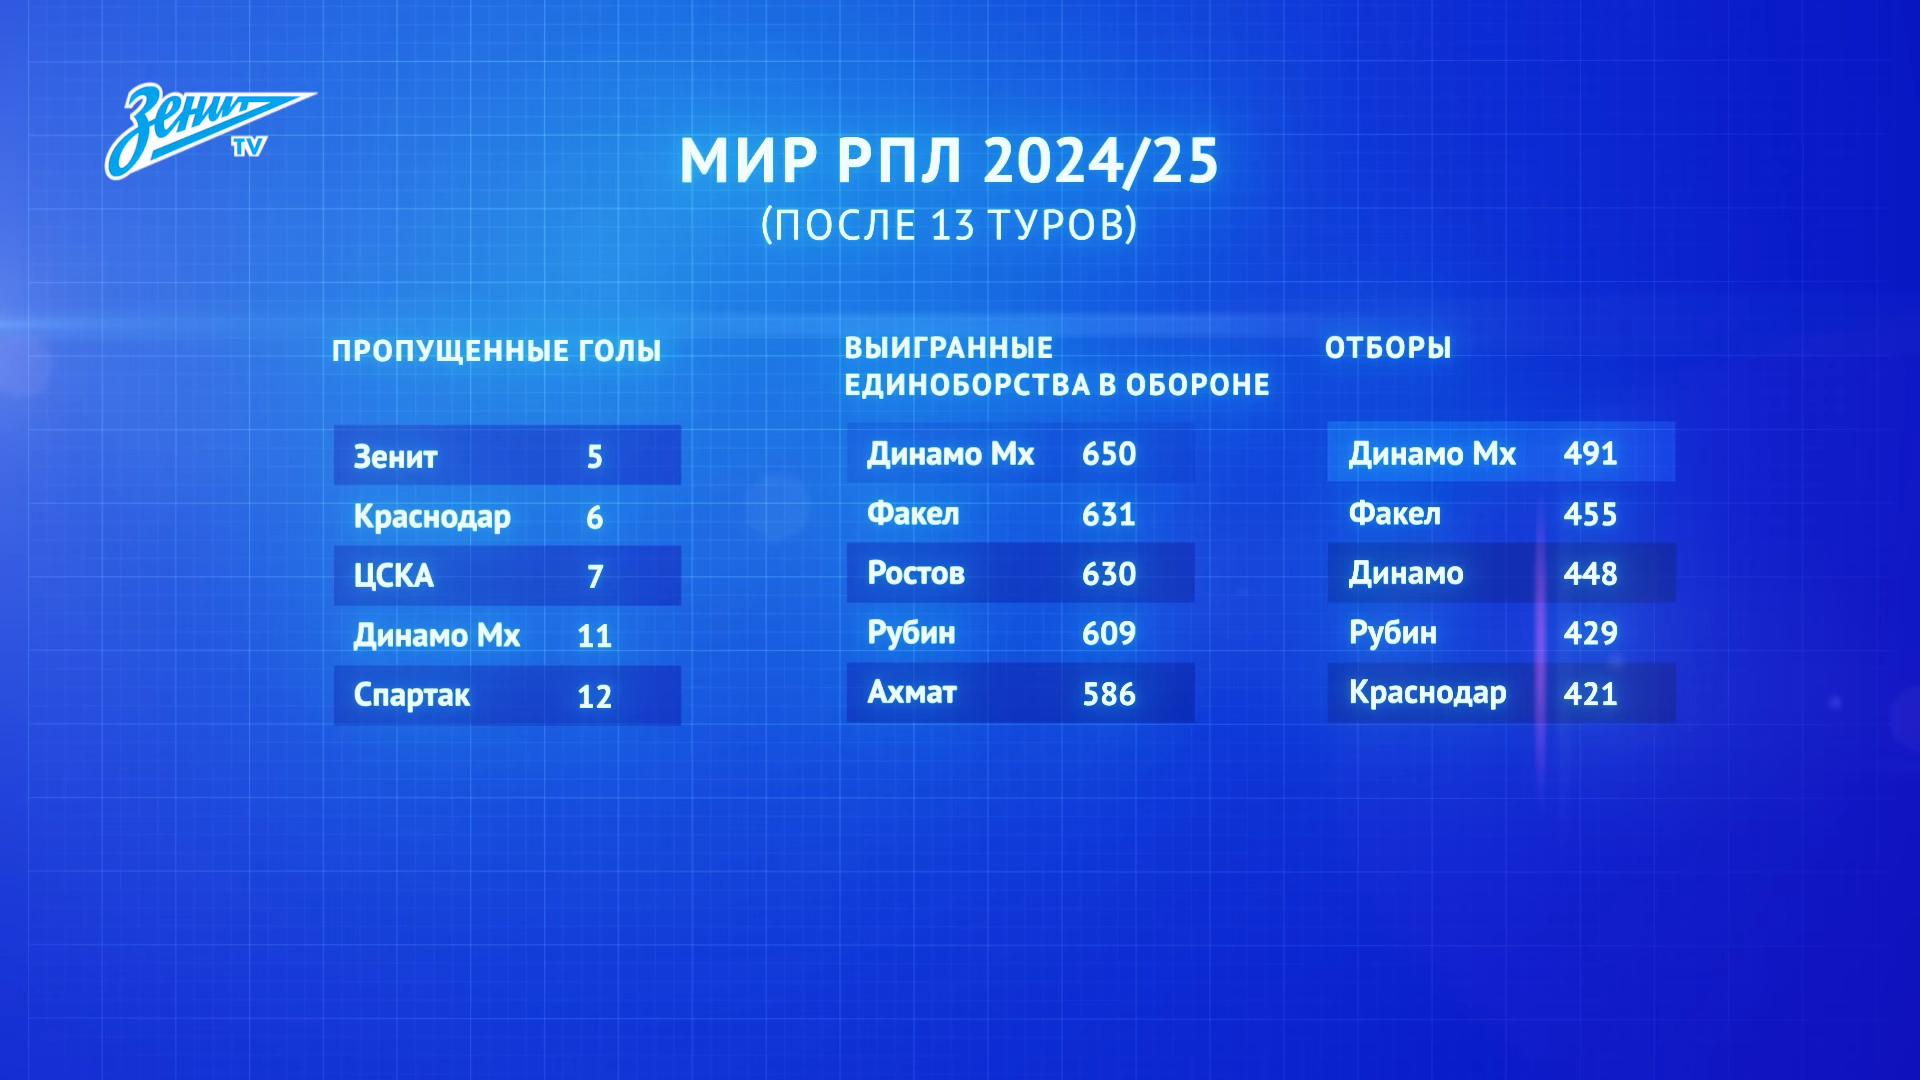 Зенит
TV
МИР РПЛ 2024/25
(ПОСЛЕ 13 ТУРОВ)
ПРОПУЩЕННЫЕ ГОЛЫ
Зенит 5
Краснодар 6
ЦСКА 7
Динамо Мх 11
Спартак 12
ВЫИГРАННЫЕ
ЕДИНОБОРСТВА В ОБОРОНЕ
Динамо Мх 650
Факел 631
Ростов 630
Рубин 609
Ахмат 586
ОТБОРЫ
Динамо Мх 491
Факел 455
Динамо 448
Рубин 429
Краснодар 421